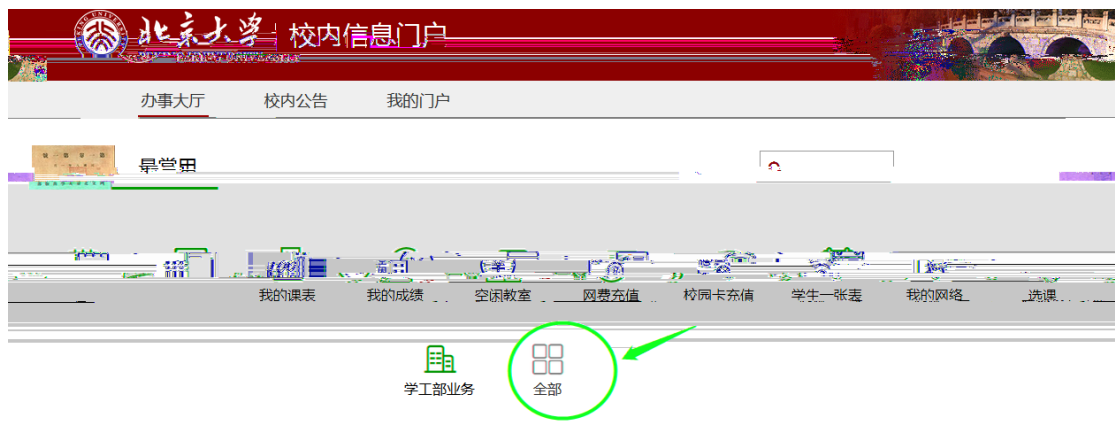 北京大学 校内信息门户
办事大厅 校内公告 我的门户
最常用
我的课表 我的成绩 空闲教室 网费充值 校园卡充值 学生一张表 我的网络 选课
学工部业务 全部